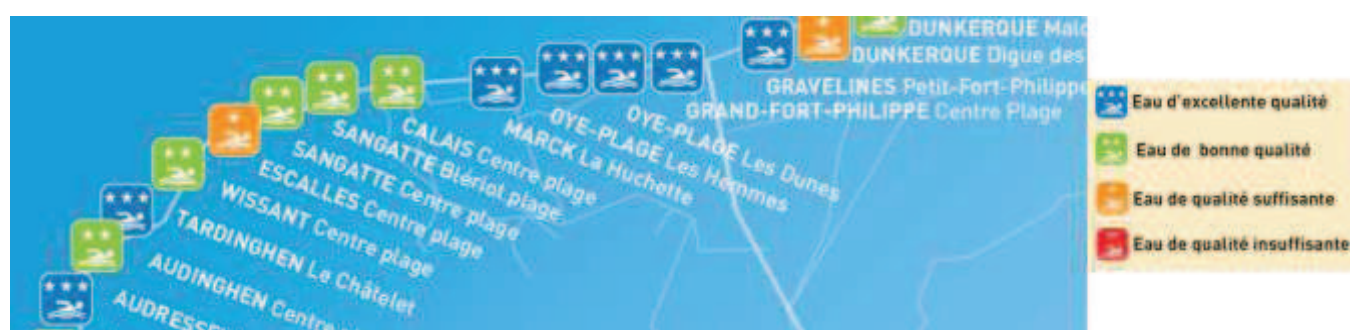 DUNKERQUE
DUNKERQUE Digue des
GRAVELINES Petit-Fort-Philippe
GRAND-FORT-PHILIPPE Centre Plage
OYE-PLAGE Les Dunes
OYE-PLAGE Les Hemmes
MARCK La Huchette
CALAIS Centre plage
SANGATTE Blériot plage
SANGATTE Centre plage
ESCALLES Centre plage
WISSANT Centre plage
TARDINGHEN Le Châtelet
AUDINGHEN Centre
Eau d'excellente qualité
Eau de bonne qualité
Eau de qualité suffisante
Eau de qualité insuffisante